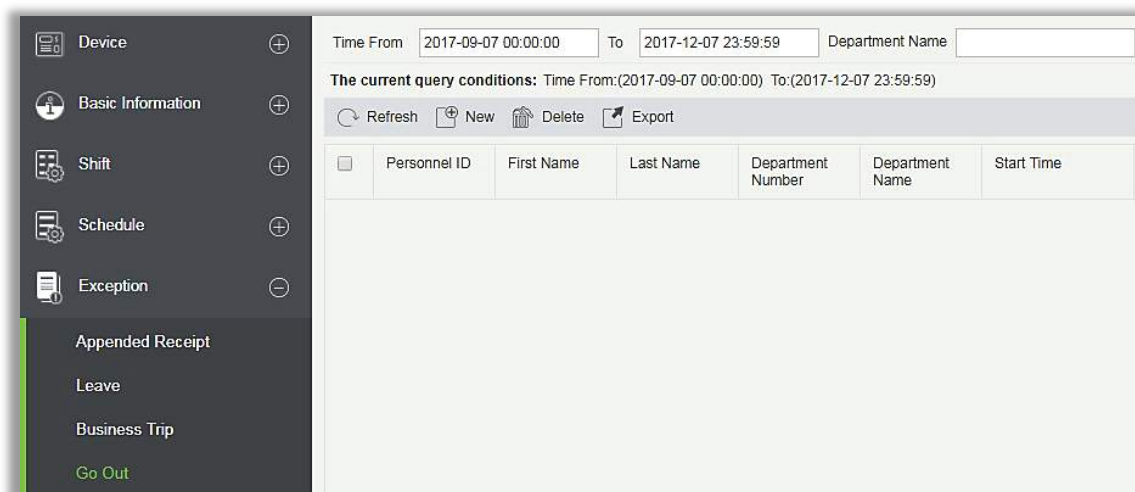 Device
Basic Information
Shift
Schedule
Exception
Appended Receipt
Leave
Business Trip
Go Out
Time From 2017-09-07 00:00:00 To 2017-12-07 23:59:59 Department Name
The current query conditions: Time From:(2017-09-07 00:00:00) To:(2017-12-07 23:59:59)
Refresh New Delete Export
Personnel ID First Name Last Name Department Number Department Name Start Time